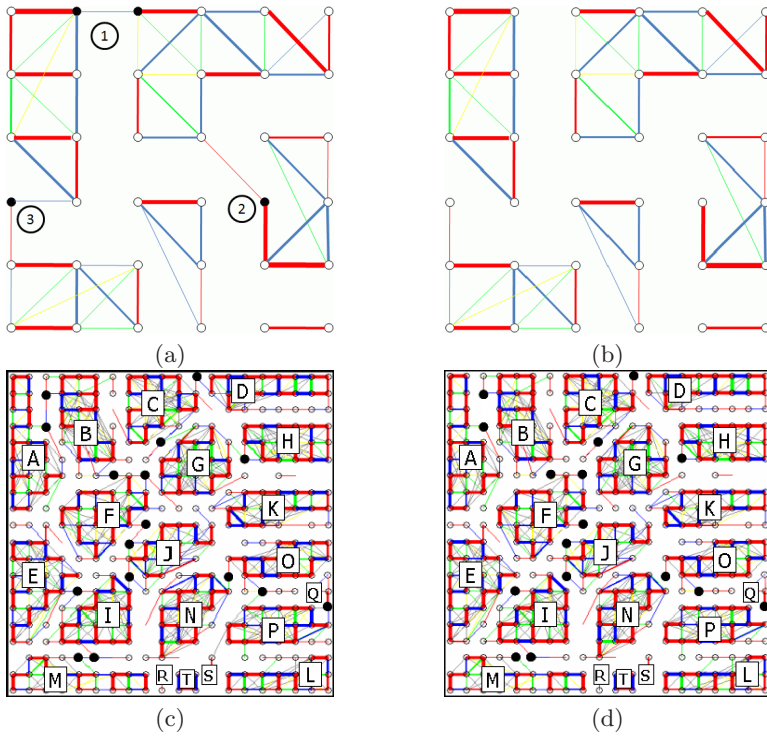 1
2
3
(a) (b)
D D
C C
B B
H H
A A
G G
K K
F F
J J
O O
E E
Q Q
I N I N
P P
M R T S L M R T S L
(c) (d)